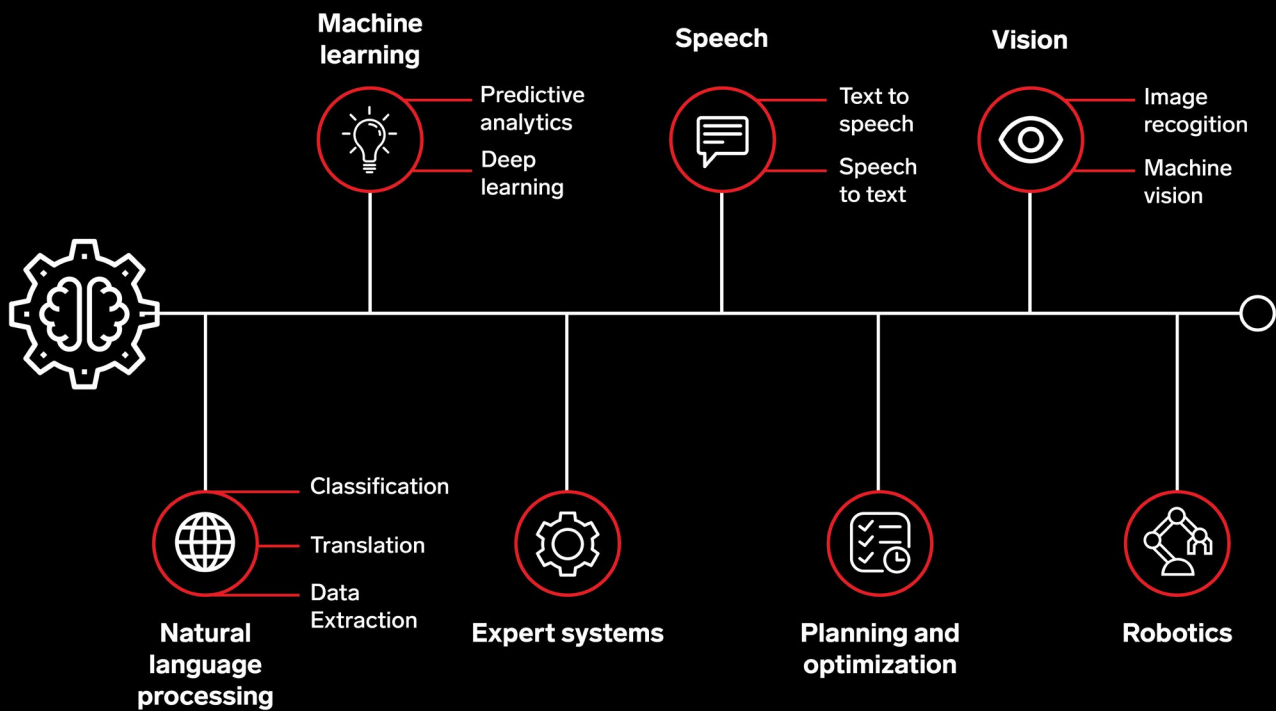 Machine
learning
Predictive
analytics
Deep
learning
Speech
Text to
speech
Speech
to text
Vision
Image
recogition
Machine
vision
Classification
Translation
Data
Extraction
Natural
language
processing
Expert systems
Planning and
optimization
Robotics